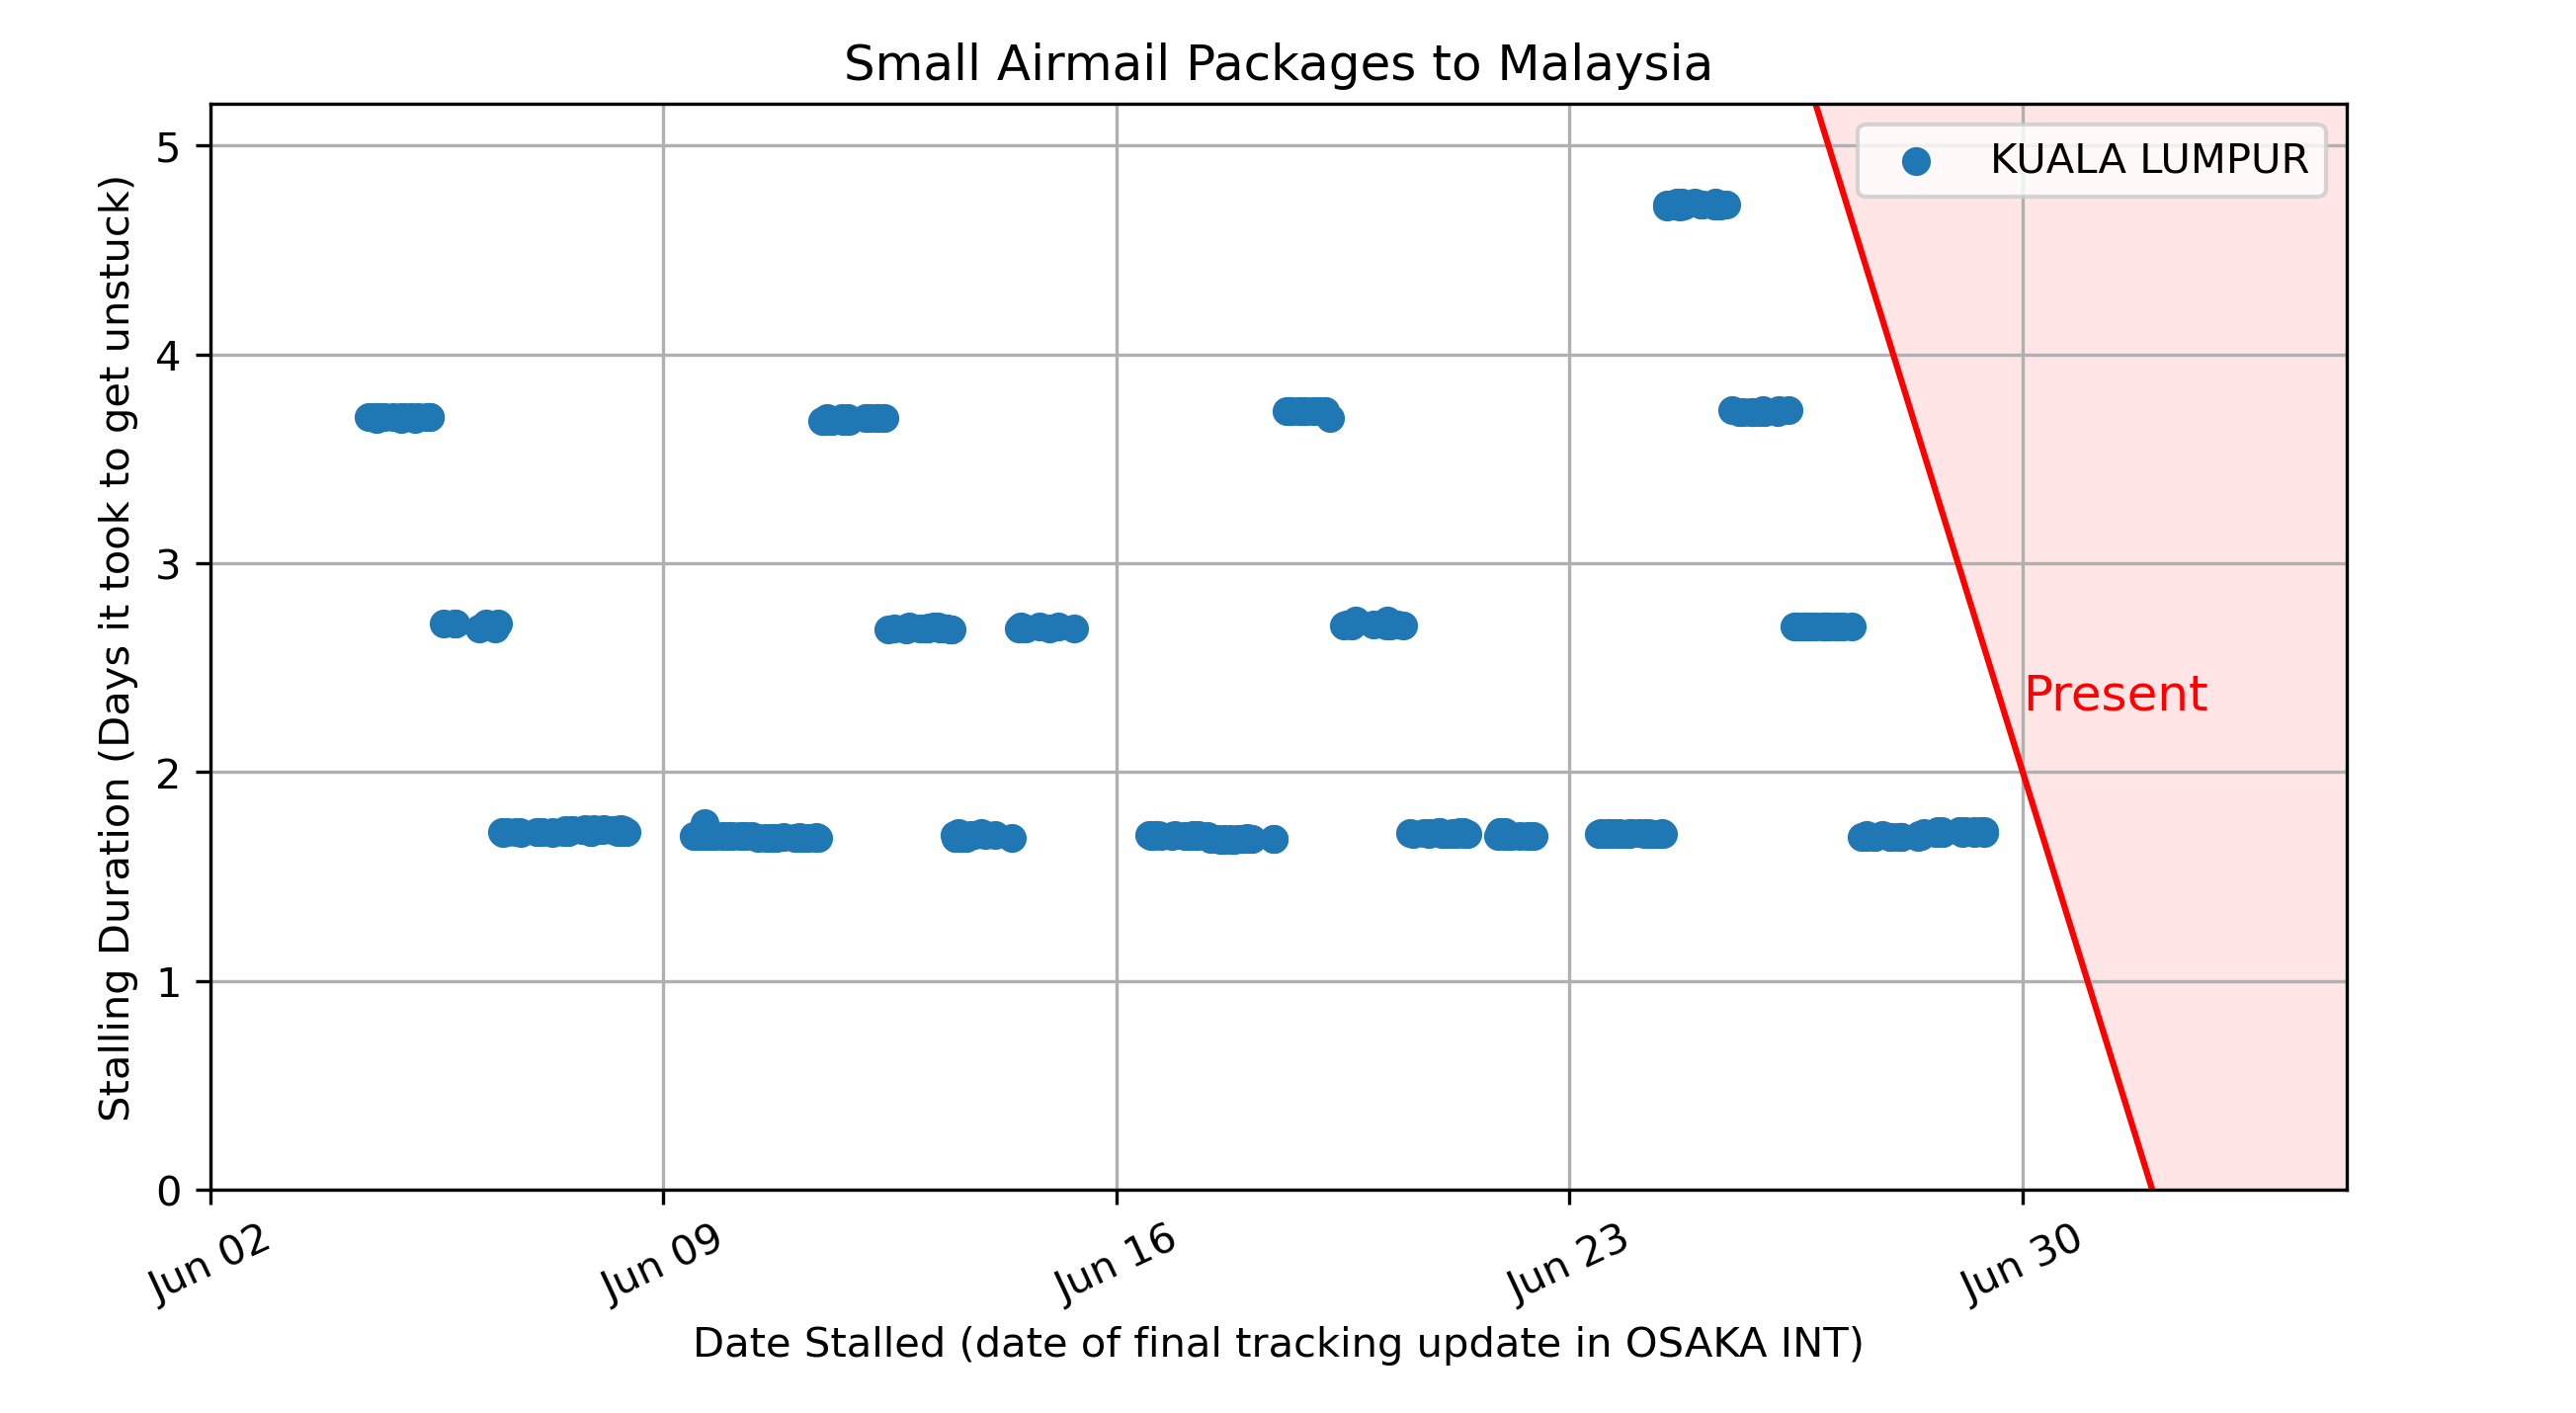 Small Airmail Packages to Malaysia
KUALA LUMPUR
5
4
3
2
1
0
Stalling Duration (Days it took to get unstuck)
Present
Jun 02
Jun 09
Jun 16
Jun 23
Jun 30
Date Stalled (date of final tracking update in OSAKA INT)